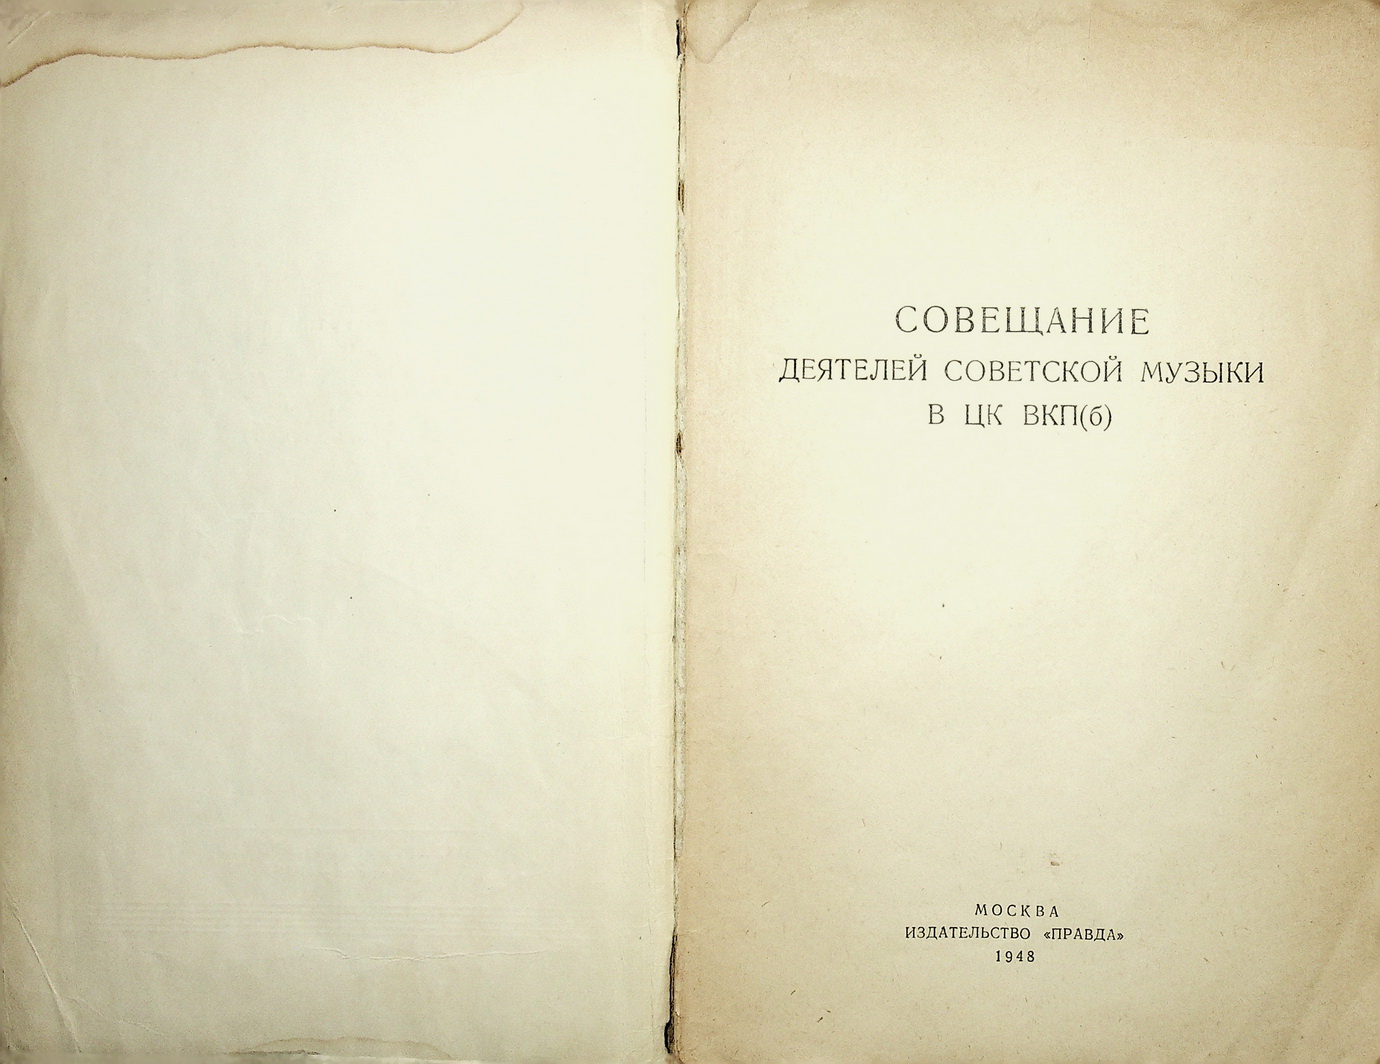 СОВЕЩАНИЕ
ДЕЯТЕЛЕЙ СОВЕТСКОЙ МУЗЫКИ
В ЦК ВКП(б)
МОСКВА
ИЗДАТЕЛЬСТВО «ПРАВДА»
1948